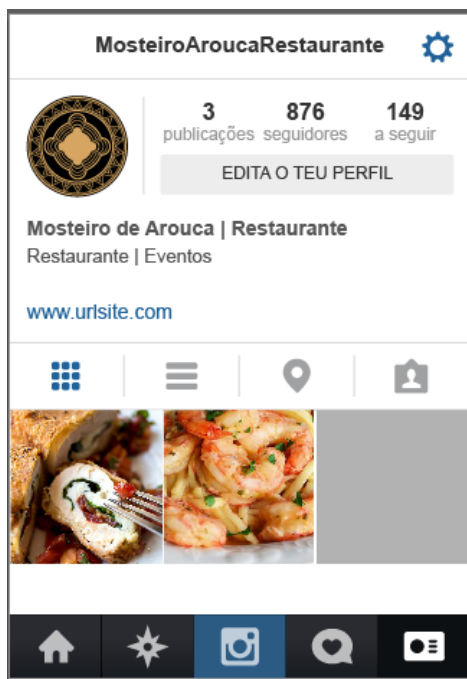 MosteiroAroucaRestaurante
3 876 149
publicações seguidores a seguir
EDITA O TEU PERFIL
Mosteiro de Arouca | Restaurante
Restaurante | Eventos
www.urlsite.com